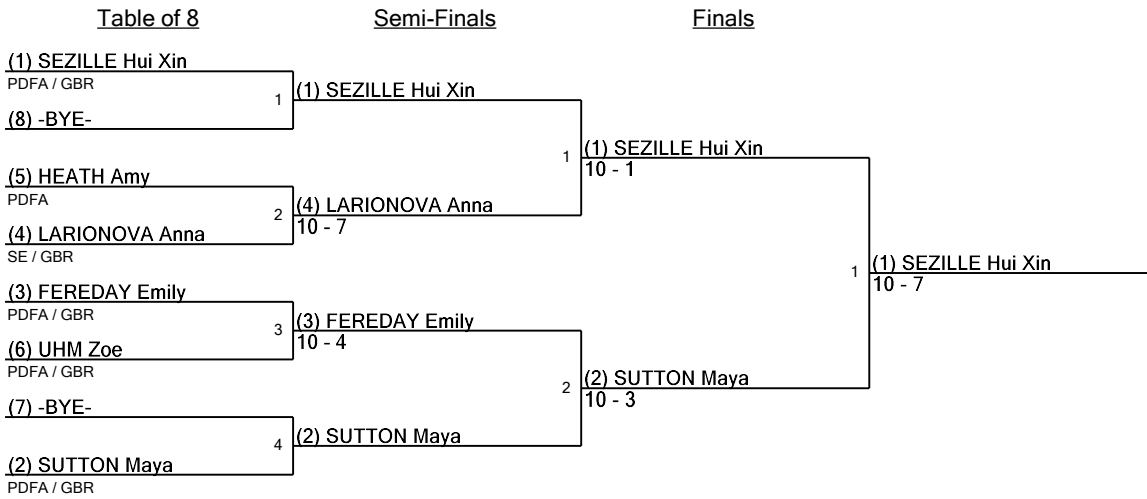 Table of 8
Semi-Finals
Finals
(1) SEZILLE Hui Xin
PDFA / GBR
1
(8) -BYE-
(5) HEATH Amy
PDFA
2
(4) LARIONOVA Anna
SE / GBR
(3) FEREDAY Emily
PDFA / GBR
3
(6) UHM Zoe
PDFA / GBR
(7) -BYE-
4
(2) SUTTON Maya
PDFA / GBR
(1) SEZILLE Hui Xin
1
(4) LARIONOVA Anna
10 - 7
(3) FEREDAY Emily
10 - 4
2
(2) SUTTON Maya
(1) SEZILLE Hui Xin
10 - 1
1
(2) SUTTON Maya
10 - 3
(1) SEZILLE Hui Xin
10 - 7